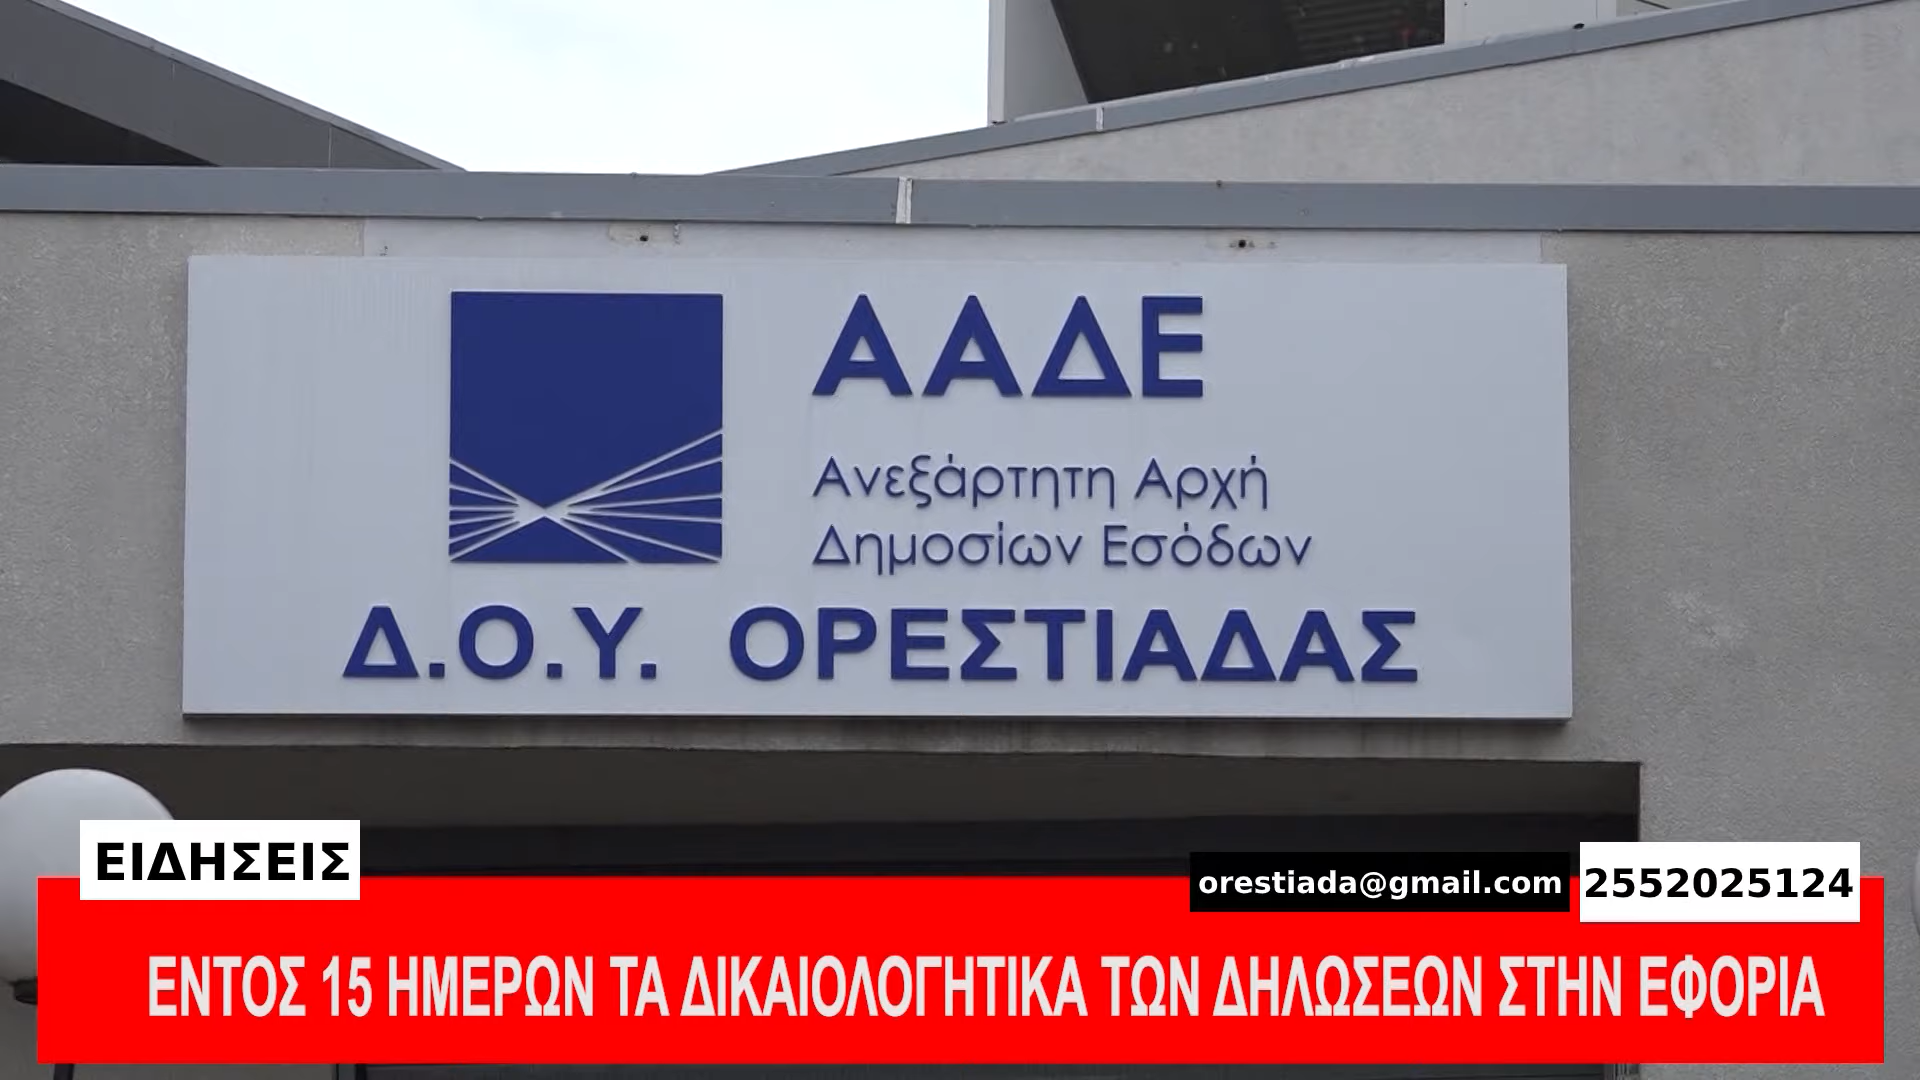 ΑΑΔΕ
Ανεξάρτητη Αρχή
Δημοσίων Εσόδων
Δ.Ο.Υ. ΟΡΕΣΤΙΑΔΑΣ
ΕΙΔΗΣΕΙΣ
orestiada@gmail.com
2552025124
ΕΝΤΟΣ 15 ΗΜΕΡΩΝ ΤΑ ΔΙΚΑΙΟΛΟΓΗΤΙΚΑ ΤΩΝ ΔΗΛΩΣΕΩΝ ΣΤΗΝ ΕΦΟΡΙΑ